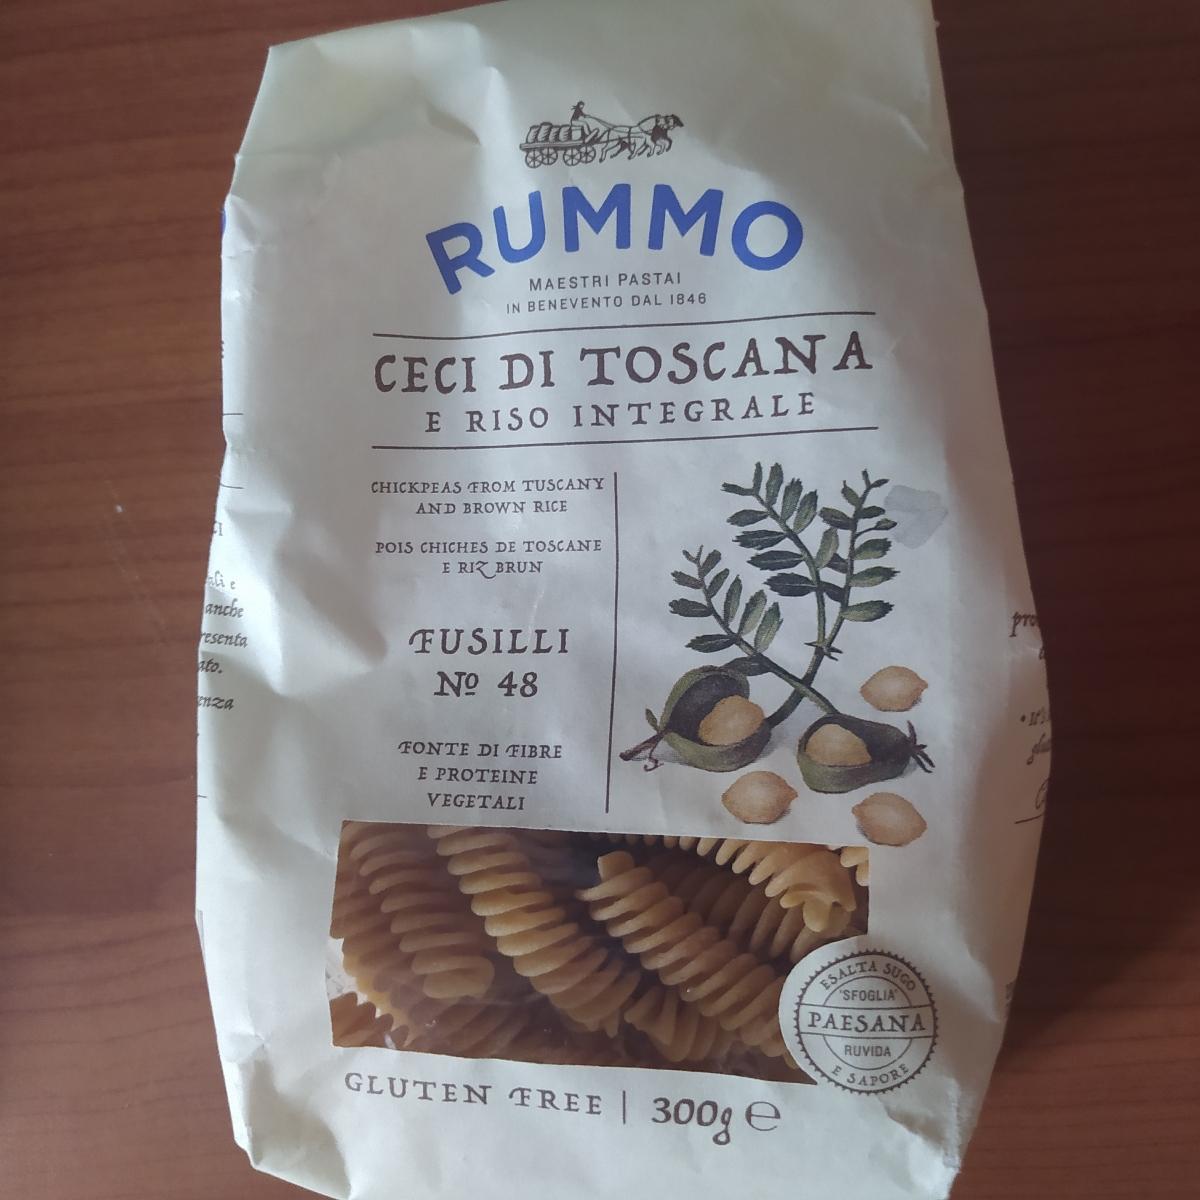 RUMMO
MAESTRI PASTAI
IN BENEVENTO DAL 1846
CECI DI TOSCANA
E RISO INTEGRALE
CHICKPEAS FROM TUSCANY
AND BROWN RICE
POIS CHICHES DE TOSCANE
E RIZ BRUN
FUSILLI
Nº 48
FONTE DI FIBRE
E PROTEINE
VEGETALI
ESALTA SUGO
"SFOGLIA"
PAESANA
RUVIDA
E SAPORE
GLUTEN FREE | 300g ℮
anche